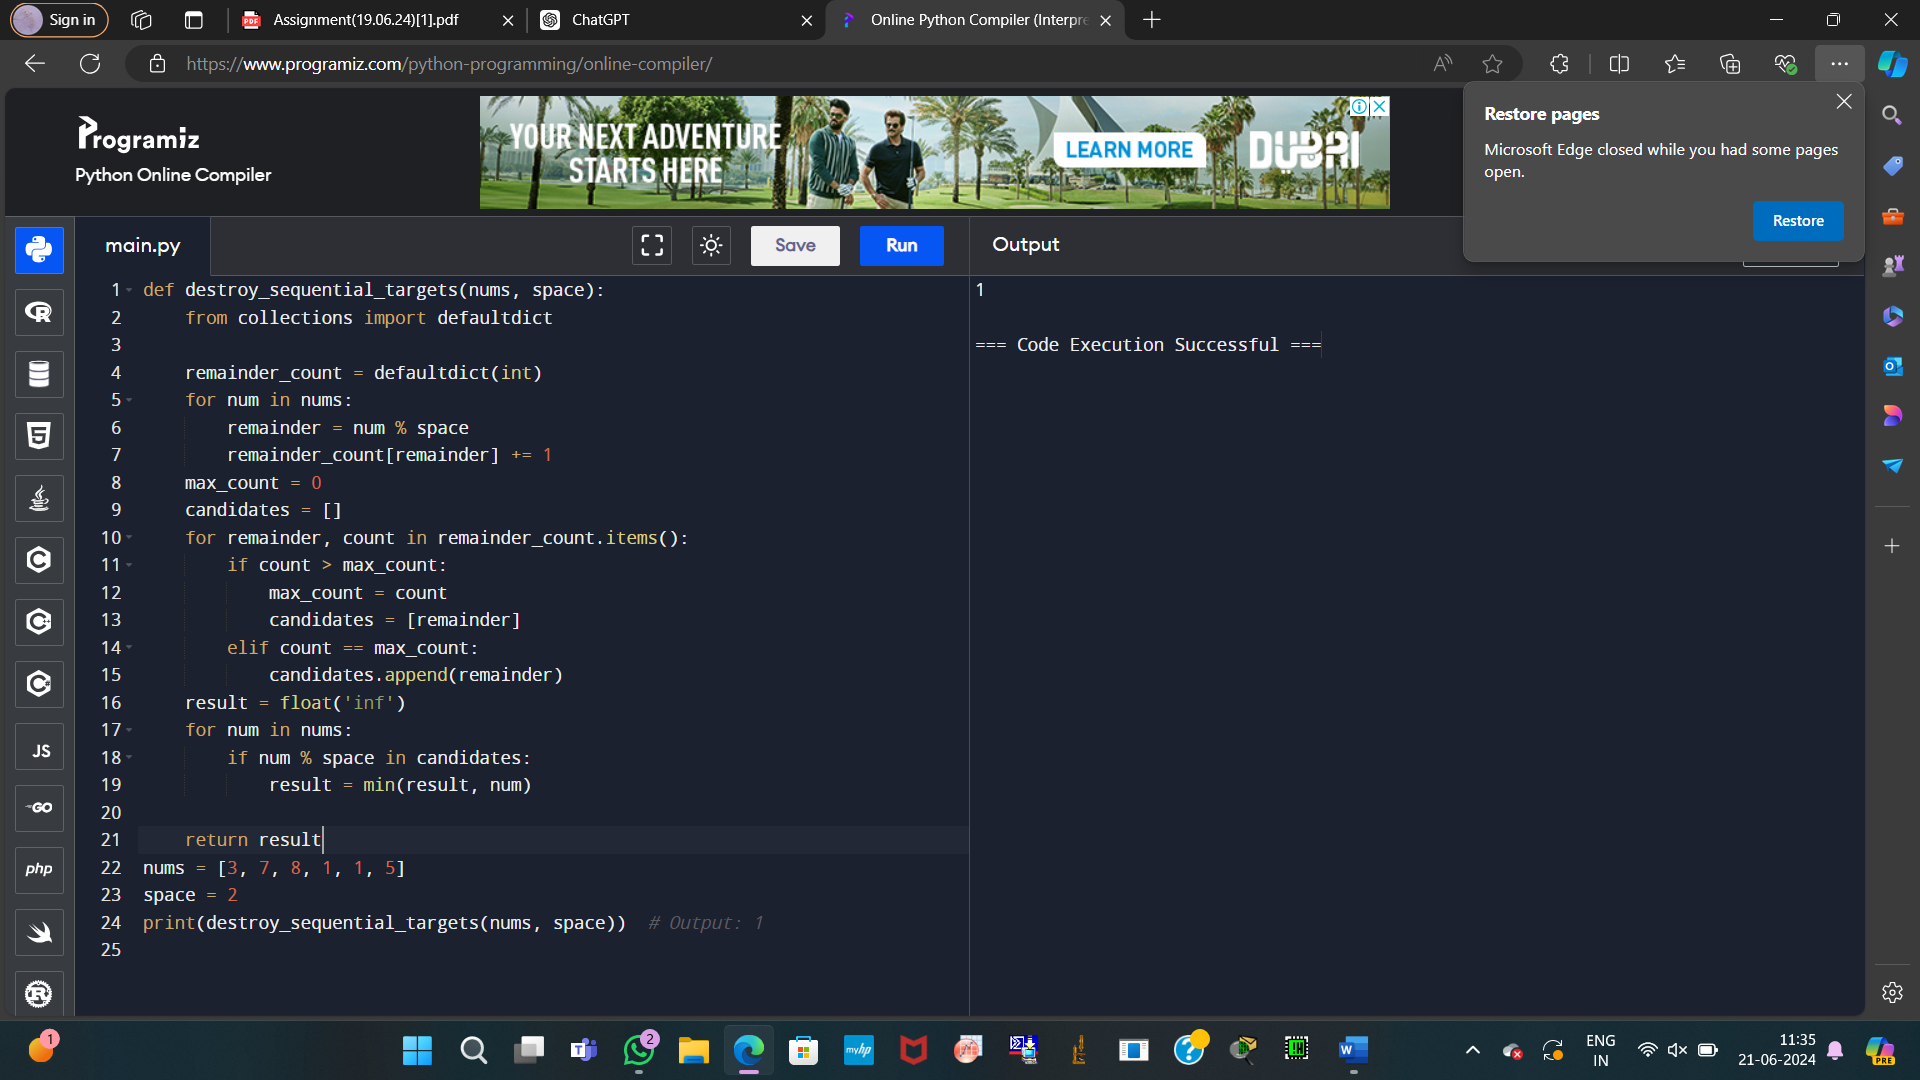 Sign in
Assignment(19.06.24)[1].pdf
ChatGPT
Online Python Compiler (Interpre
https://www.programiz.com/python-programming/online-compiler/
Programiz
Python Online Compiler
YOUR NEXT ADVENTURE
STARTS HERE
LEARN MORE
DUBAI
Restore pages
Microsoft Edge closed while you had some pages
open.
Restore
main.py
Save
Run
Output
1 def destroy_sequential_targets(nums, space):
2 from collections import defaultdict
3
4 remainder_count = defaultdict(int)
5 for num in nums:
6 remainder = num % space
7 remainder_count[remainder] += 1
8 max_count = 0
9 candidates = []
10 for remainder, count in remainder_count.items():
11 if count > max_count:
12 max_count = count
13 candidates = [remainder]
14 elif count == max_count:
15 candidates.append(remainder)
16 result = float('inf')
17 for num in nums:
18 if num % space in candidates:
19 result = min(result, num)
20
21 return result
22 nums = [3, 7, 8, 1, 1, 5]
23 space = 2
24 print(destroy_sequential_targets(nums, space)) # Output: 1
25
1
=== Code Execution Successful ===
JS
GO
php
1
2
myhp
ENG
IN
11:35
21-06-2024
PRE